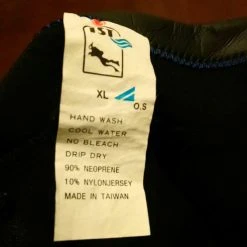 IST
XL
O.S
HAND WASH
COOL WATER
NO BLEACH
DRIP DRY
90% NEOPRENE
10% NYLONJERSEY
MADE IN TAIWAN